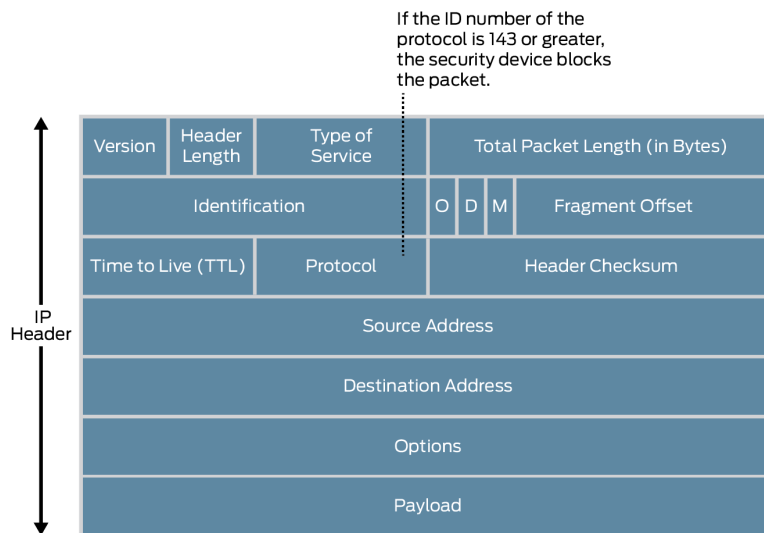 If the ID number of the
protocol is 143 or greater,
the security device blocks
the packet.
Version
Header
Length
Type of
Service
Total Packet Length (in Bytes)
Identification
O
D
M
Fragment Offset
Time to Live (TTL)
Protocol
Header Checksum
IP
Header
Source Address
Destination Address
Options
Payload